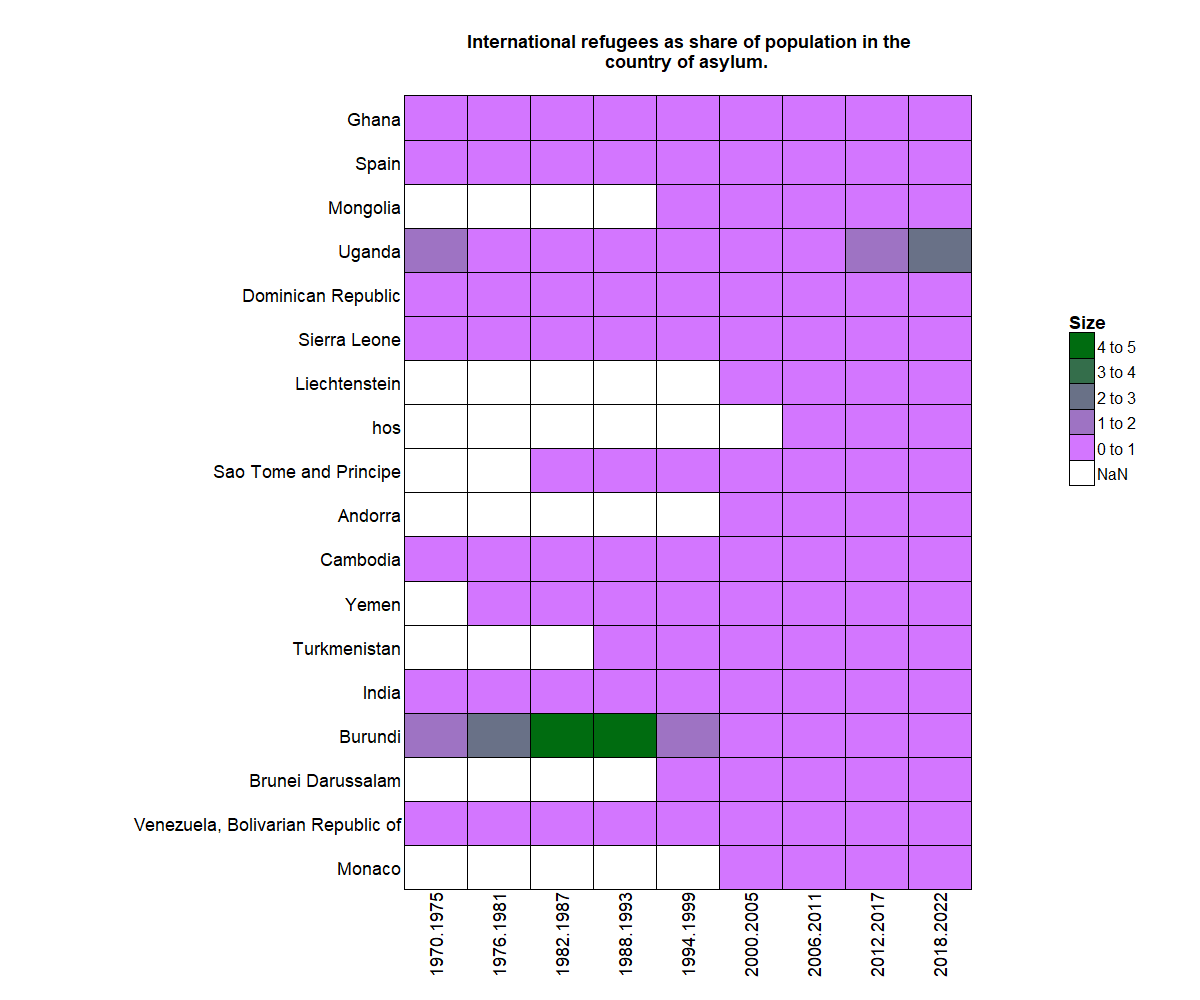 International refugees as share of population in the
country of asylum.
Ghana
Spain
Mongolia
Uganda
Dominican Republic
Sierra Leone
Liechtenstein
hos
Sao Tome and Principe
Andorra
Cambodia
Yemen
Turkmenistan
India
Burundi
Brunei Darussalam
Venezuela, Bolivarian Republic of
Monaco
1970.1975
1976.1981
1982.1987
1988.1993
1994.1999
2000.2005
2006.2011
2012.2017
2018.2022
Size
4 to 5
3 to 4
2 to 3
1 to 2
0 to 1
NaN